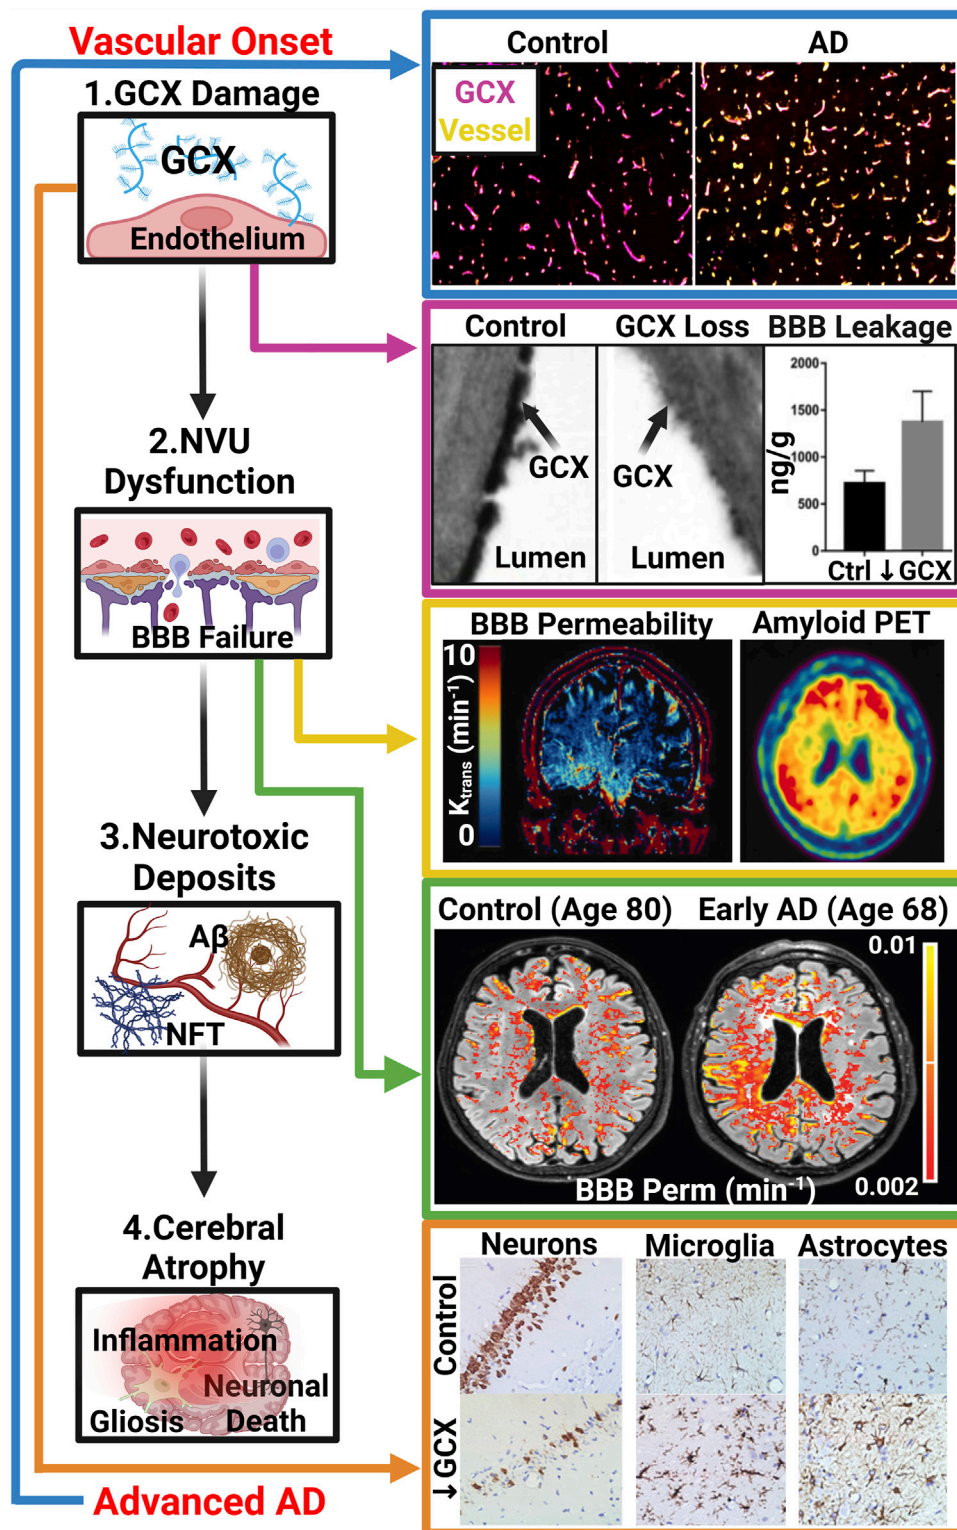 Vascular Onset
1.GCX Damage
GCX
Endothelium
2.NVU
Dysfunction
BBB Failure
3.Neurotoxic
Deposits
Aβ
NFT
4.Cerebral
Atrophy
Inflammation
Neuronal
Gliosis Death
Advanced AD
Control AD
GCX
Vessel
Control GCX Loss BBB Leakage
GCX
GCX
Lumen Lumen
ng/g
2000
1500
1000
500
0
Ctrl ↓GCX
BBB Permeability Amyloid PET
10
Ktrans (min-1)
0
Control (Age 80) Early AD (Age 68)
0.01
BBB Perm (min-1) 0.002
Neurons Microglia Astrocytes
Control
↓GCX